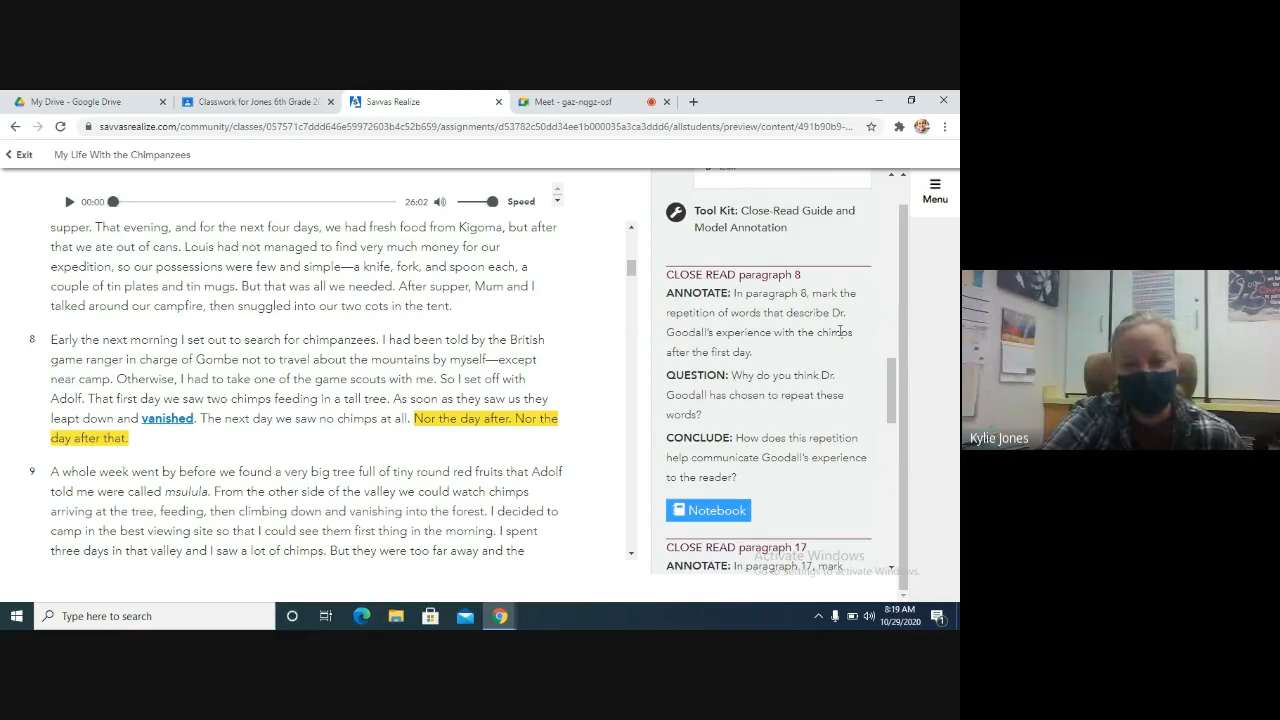 My Drive - Google Drive
Classwork for Jones 6th Grade 2
Savvas Realize
Meet - gaz-nqgz-osf
savvasrealize.com/community/classes/057571c7ddd646e59972603b4c52b659/assignments/d53782c50dd34ee1b000035a3ca3ddd6/allstudents/preview/content/491b90b9-...
Exit
My Life With the Chimpanzees
Menu
00:00
26:02
Speed
Tool Kit: Close-Read Guide and
Model Annotation
supper. That evening, and for the next four days, we had fresh food from Kigoma, but after
that we ate out of cans. Louis had not managed to find very much money for our
expedition, so our possessions were few and simple—a knife, fork, and spoon each, a
couple of tin plates and tin mugs. But that was all we needed. After supper, Mum and I
talked around our campfire, then snuggled into our two cots in the tent.
8 Early the next morning I set out to search for chimpanzees. I had been told by the British
game ranger in charge of Gombe not to travel about the mountains by myself—except
near camp. Otherwise, I had to take one of the game scouts with me. So I set off with
Adolf. That first day we saw two chimps feeding in a tall tree. As soon as they saw us they
leapt down and vanished. The next day we saw no chimps at all. Nor the day after. Nor the
day after that.
9 A whole week went by before we found a very big tree full of tiny round red fruits that Adolf
told me were called msulula. From the other side of the valley we could watch chimps
arriving at the tree, feeding, then climbing down and vanishing into the forest. I decided to
camp in the best viewing site so that I could see them first thing in the morning. I spent
three days in that valley and I saw a lot of chimps. But they were too far away and the
CLOSE READ paragraph 8
ANNOTATE: In paragraph 8, mark the
repetition of words that describe Dr.
Goodall's experience with the chimps
after the first day.
QUESTION: Why do you think Dr.
Goodall has chosen to repeat these
words?
CONCLUDE: How does this repetition
help communicate Goodall's experience
to the reader?
Notebook
CLOSE READ paragraph 17
ANNOTATE: In paragraph 17, mark
Activate Windows
Go to Settings to activate Windows.
Kylie Jones
Type here to search
8:19 AM
10/29/2020
1